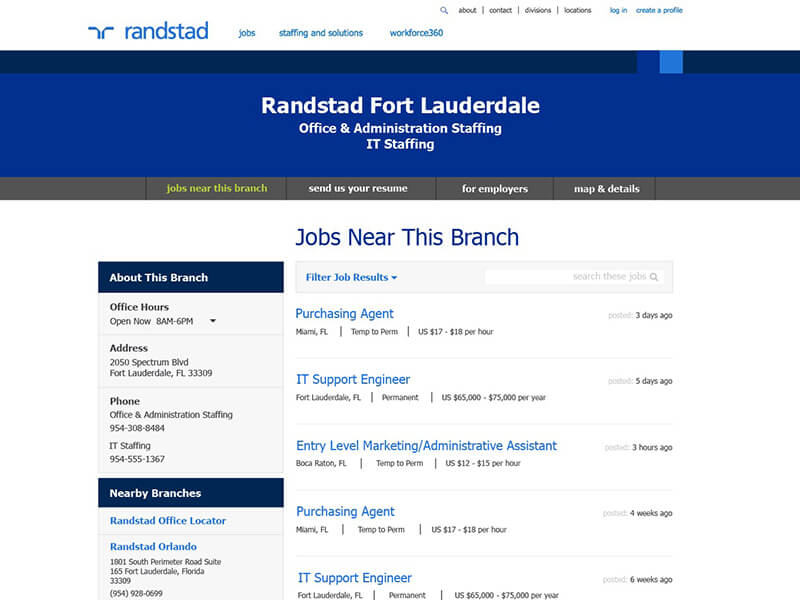 about | contact | divisions | locations log in create a profile
randstad jobs staffing and solutions workforce360
Randstad Fort Lauderdale
Office & Administration Staffing
IT Staffing
jobs near this branch send us your resume for employers map & details
Jobs Near This Branch
About This Branch
Office Hours
Open Now 8AM-6PM
Address
2050 Spectrum Blvd
Fort Lauderdale, FL 33309
Phone
Office & Administration Staffing
954-308-8484
IT Staffing
954-555-1367
Nearby Branches
Randstad Office Locator
Randstad Orlando
1801 South Perimeter Road Suite
165 Fort Lauderdale, Florida
33309
(954) 928-0699
Filter Job Results search these jobs
Purchasing Agent posted: 3 days ago
Miami, FL | Temp to Perm | US $17 - $18 per hour
IT Support Engineer posted: 5 days ago
Fort Lauderdale, FL | Permanent | US $65,000 - $75,000 per year
Entry Level Marketing/Administrative Assistant posted: 3 hours ago
Boca Raton, FL | Temp to Perm | US $12 - $15 per hour
Purchasing Agent posted: 4 weeks ago
Miami, FL | Temp to Perm | US $17 - $18 per hour
IT Support Engineer posted: 6 weeks ago
Fort Lauderdale, FL | Permanent | US $65,000 - $75,000 per year